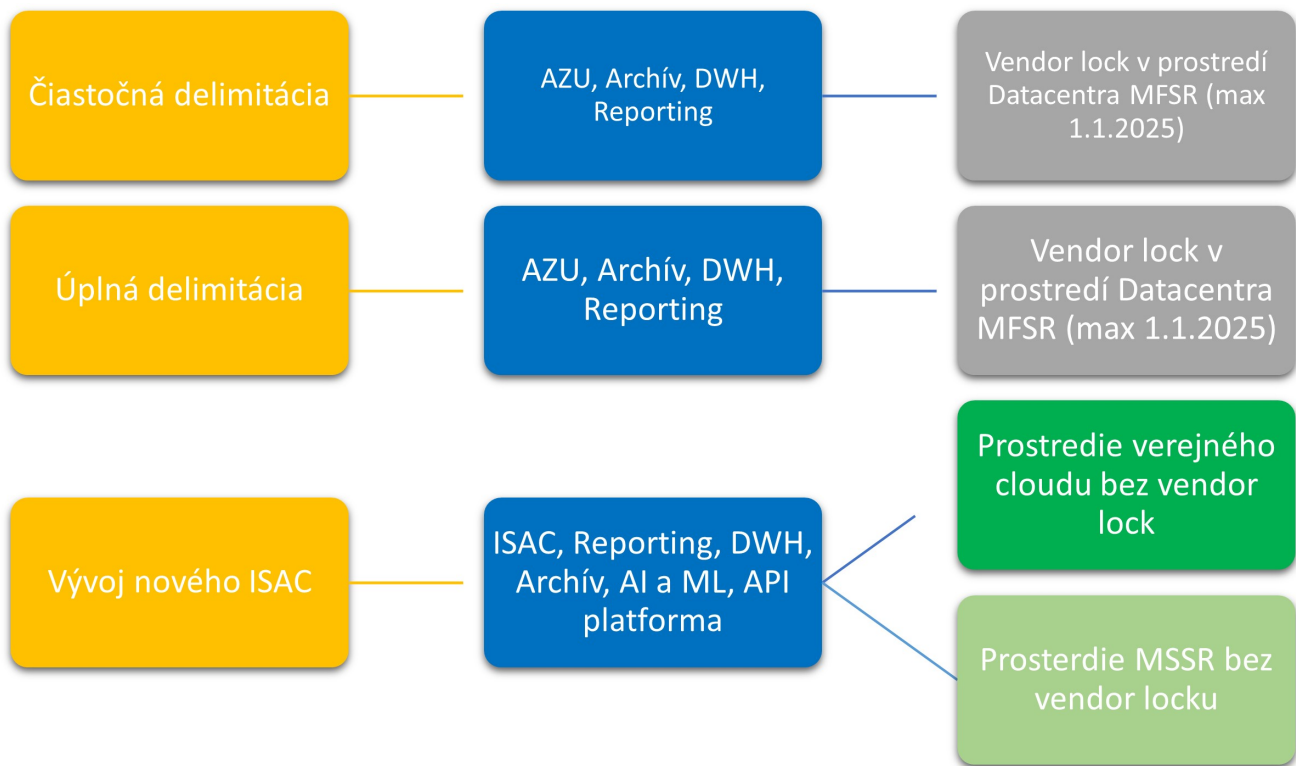 Čiastočná delimitácia
AZU, Archív, DWH,
Reporting
Vendor lock v prostredí
Datacentra MFSR (max
1.1.2025)
Úplná delimitácia
AZU, Archív, DWH,
Reporting
Vendor lock v
prostredí Datacentra
MFSR (max 1.1.2025)
Vývoj nového ISAC
ISAC, Reporting, DWH,
Archív, AI a ML, API
platforma
Prostredie verejného
cloudu bez vendor
lock
Prosterdie MSSR bez
vendor locku